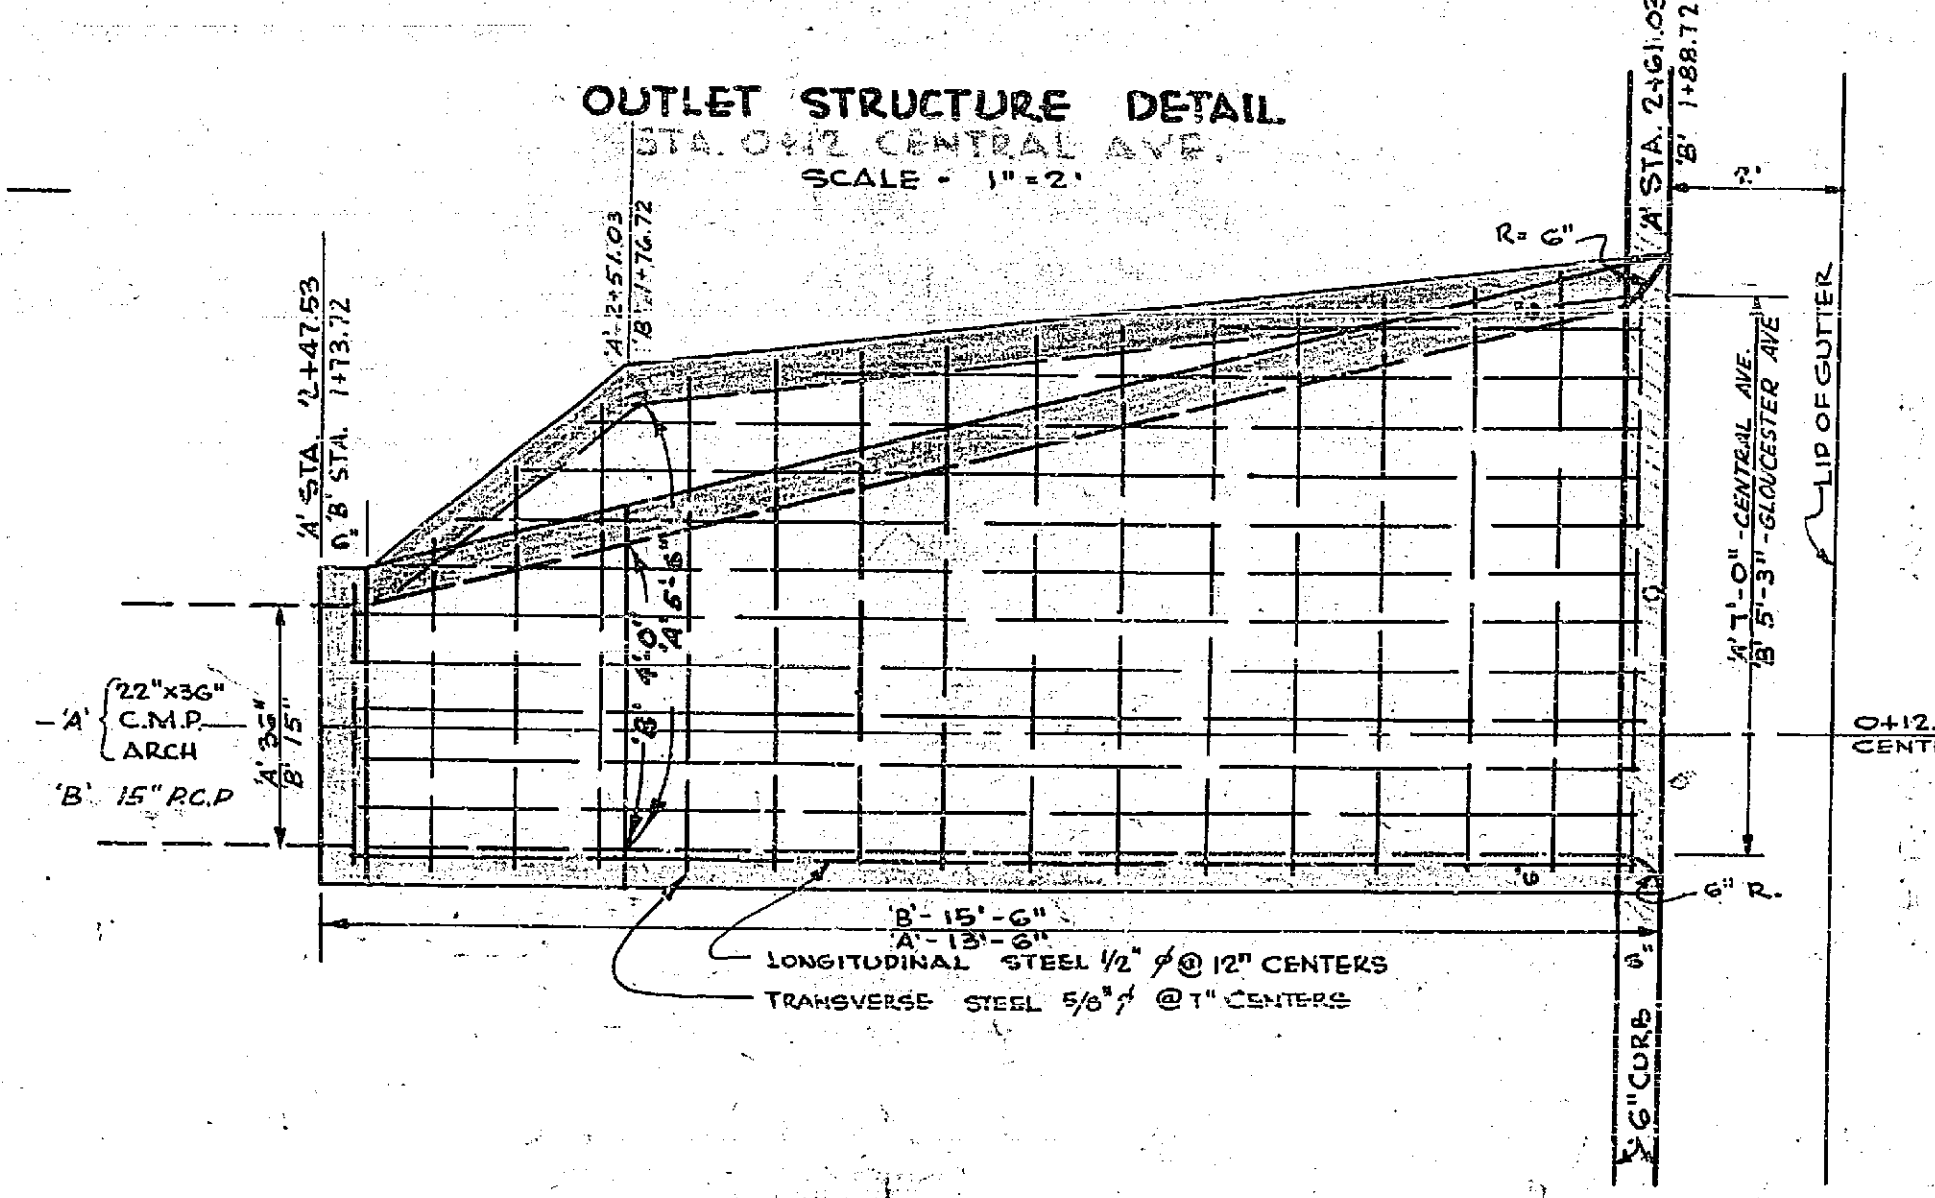 OUTLET STRUCTURE DETAIL
STA. 0+12 CENTRAL AVE.
SCALE - 1"=2'
'A' STA. 2+61.03
'B' 1+88.72
'A' STA. 2+47.53
'B' STA. 1+73.72
'A' 2+51.03
'B' 1+76.72
R= 6"
'A' 7'-0" - CENTRAL AVE.
'B' 5'-3" - GLOUCESTER AVE
LIP OF GUTTER
'B' 4'-0"
'A' 5'-6"
'A' 22"x36"
C.M.P.
ARCH
'B' 15" P.C.P
'A' 36"
'B' 15"
0+12.
6" R.
'B'- 15'-6"
'A'- 13'-6"
LONGITUDINAL STEEL 1/2" ϕ @ 12" CENTERS
TRANSVERSE STEEL 5/8" ϕ @ 7" CENTERS
6" CURB